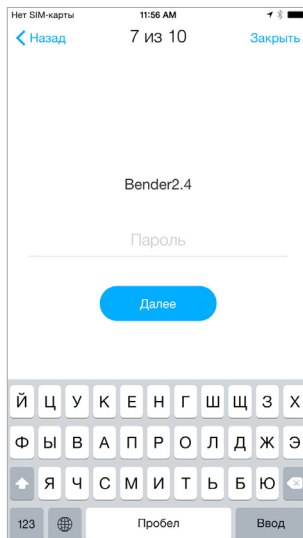 Нет SIM-карты 11:56 AM
Назад 7 из 10 Закрыть
Bender2.4
Пароль
Далее
Й Ц У К Е Н Г Ш Щ З Х
Ф Ы В А П Р О Л Д Ж Э
Я Ч С М И Т Ь Б Ю
123 Пробел Ввод